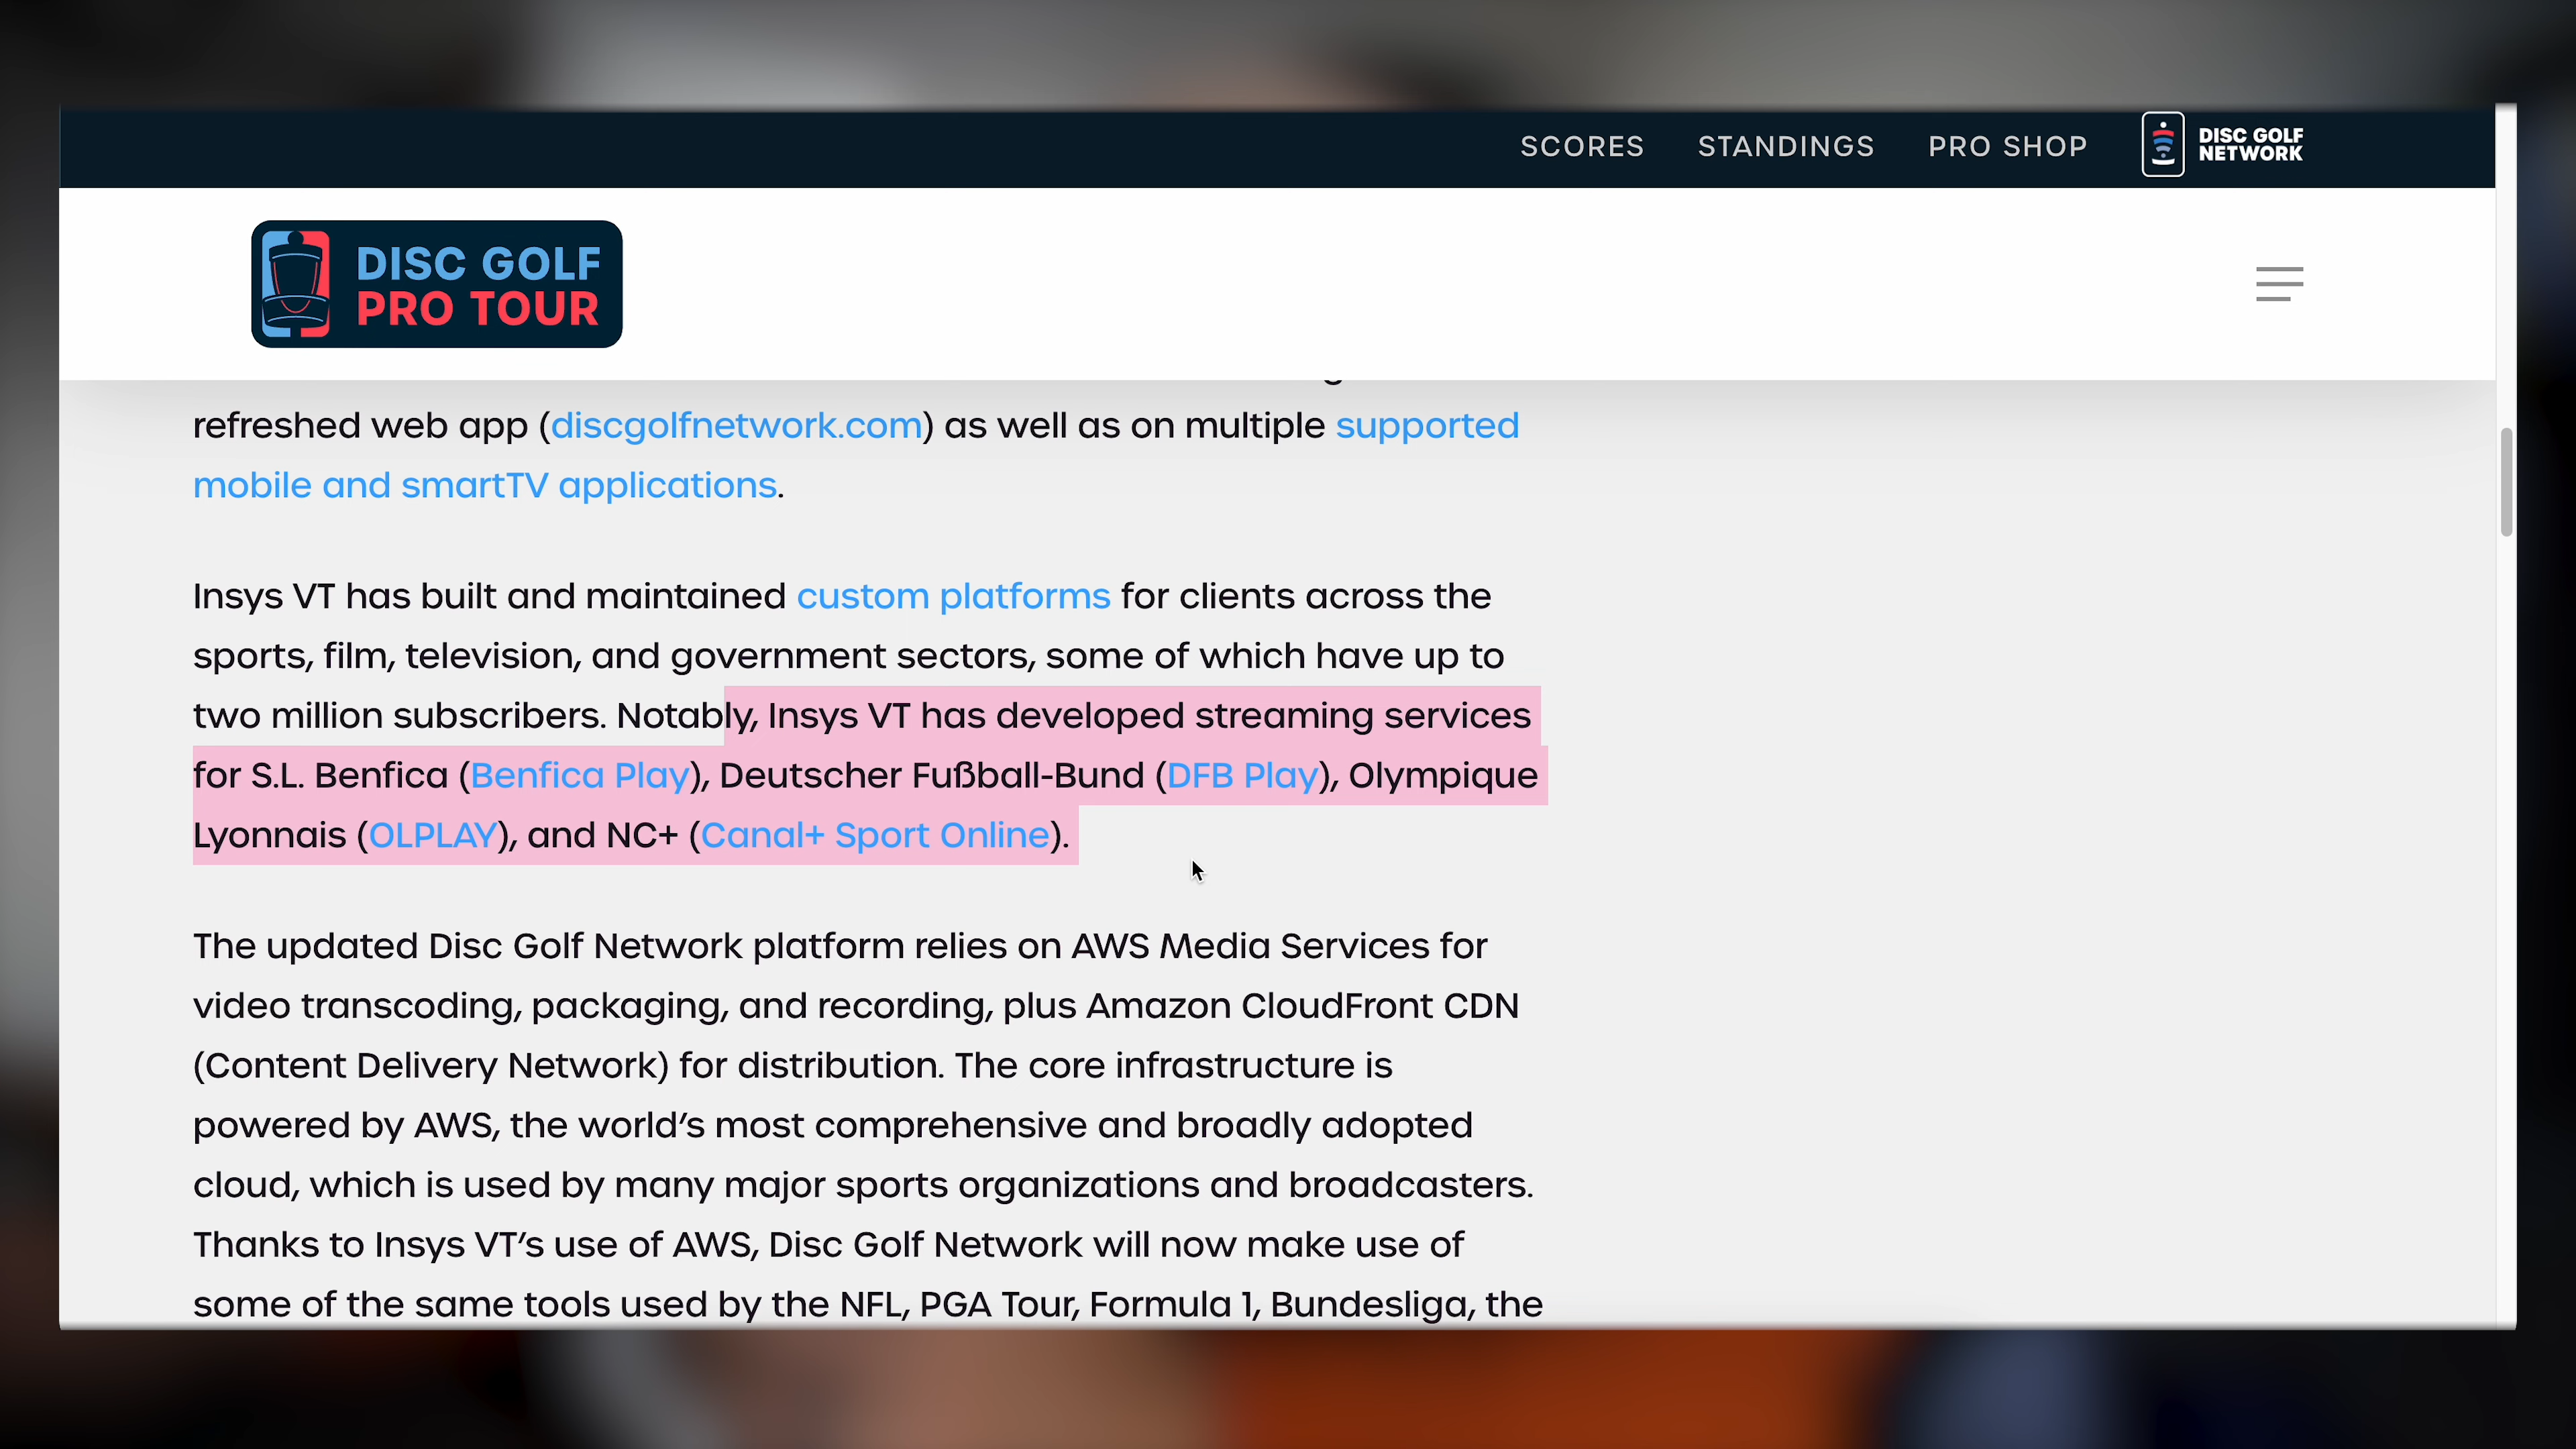 SCORES STANDINGS PRO SHOP DISC GOLF NETWORK
DISC GOLF
PRO TOUR
refreshed web app (discgolfnetwork.com) as well as on multiple supported
mobile and smartTV applications.
Insys VT has built and maintained custom platforms for clients across the
sports, film, television, and government sectors, some of which have up to
two million subscribers. Notably, Insys VT has developed streaming services
for S.L. Benfica (Benfica Play), Deutscher Fußball-Bund (DFB Play), Olympique
Lyonnais (OLPLAY), and NC+ (Canal+ Sport Online).
The updated Disc Golf Network platform relies on AWS Media Services for
video transcoding, packaging, and recording, plus Amazon CloudFront CDN
(Content Delivery Network) for distribution. The core infrastructure is
powered by AWS, the world’s most comprehensive and broadly adopted
cloud, which is used by many major sports organizations and broadcasters.
Thanks to Insys VT’s use of AWS, Disc Golf Network will now make use of
some of the same tools used by the NFL, PGA Tour, Formula 1, Bundesliga, the